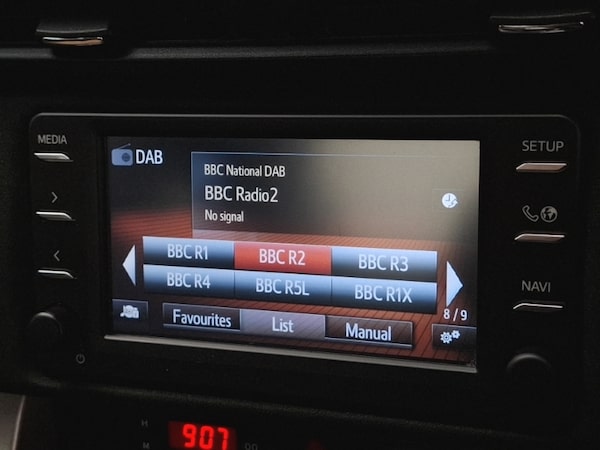 MEDIA
DAB
SETUP
BBC National DAB
BBC Radio2
No signal
BBC R1
BBC R2
BBC R3
BBC R4
BBC R5L
BBC R1X
NAVI
8 / 9
Favourites
List
Manual
H
M
907